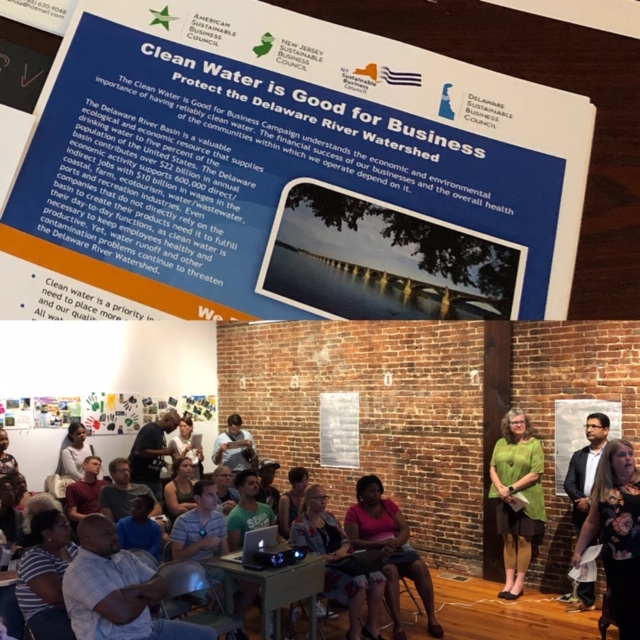 (88) 630-9048
AMERICAN
SUSTAINABLE
BUSINESS
COUNCIL
NEW JERSEY
SUSTAINABLE
BUSINESS
COUNCIL
NY
Sustainable
Business
Council
DELAWARE
SUSTAINABLE
BUSINESS
COUNCIL
Clean Water is Good for Business
Protect the Delaware River Watershed
The Clean Water is Good for Business Campaign understands the economic and environmental
importance of having reliably clean water. The financial success of our businesses and the overall health
of the communities within which we operate depend on it.
The Delaware River Basin is a valuable
ecological and economic resource that supplies
drinking water to five percent of the
population of the United States. The Delaware
River contributes over $22 billion in annual
economic activity supports 600,000 direct/
indirect jobs with $10 billion in wages in the
coastal, farm, ecotourism, water/wastewater,
ports and recreation industries. Even
companies that do not directly rely on the
basin to create their products need it to fulfill
their day to day functions, as clean water is
necessary to keep employees healthy and
productive. Yet, water runoff and other
contamination problems continue to threaten
the Delaware River Watershed.
We
Clean water is a priority in
need to place more
and our quali
All wat